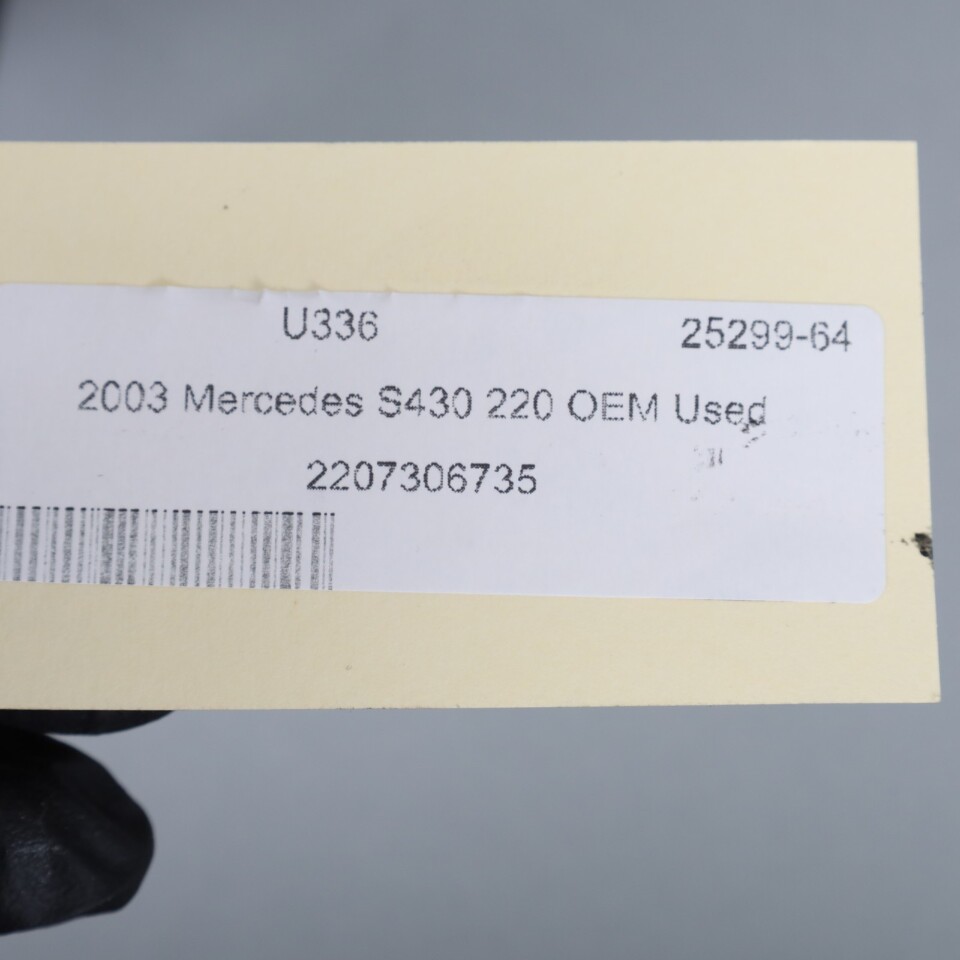 U336 25299-64
2003 Mercedes S430 220 OEM Used
2207306735